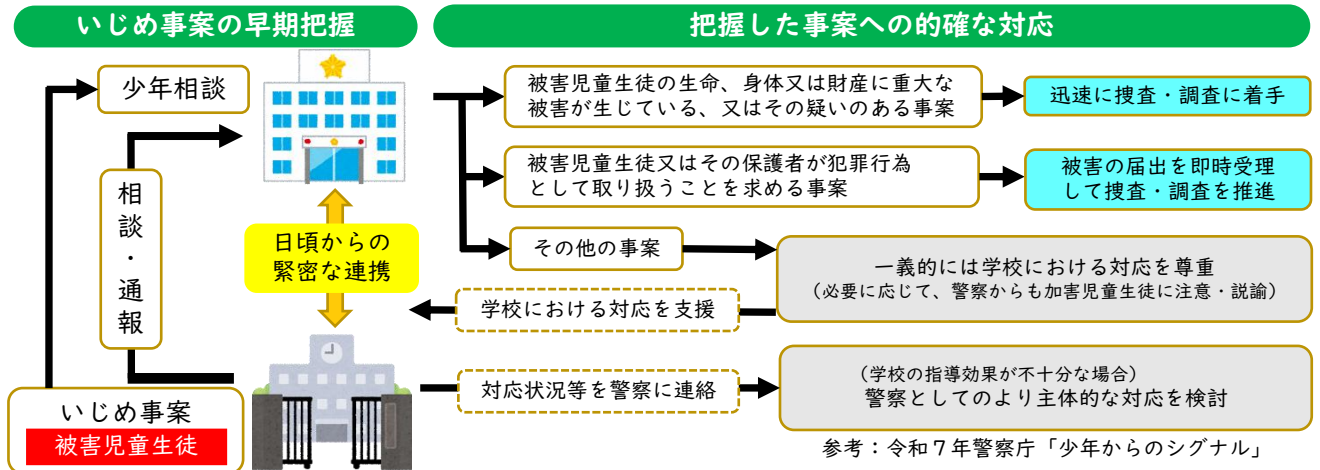 いじめ事案の早期把握
把握した事案への的確な対応
少年相談
相談・通報
日頃からの
緊密な連携
いじめ事案
被害児童生徒
被害児童生徒の生命、身体又は財産に重大な
被害が生じている、又はその疑いのある事案
迅速に捜査・調査に着手
被害児童生徒又はその保護者が犯罪行為
として取り扱うことを求める事案
被害の届出を即時受理
して捜査・調査を推進
その他の事案
一義的には学校における対応を尊重
（必要に応じて、警察からも加害児童生徒に注意・説諭）
学校における対応を支援
対応状況等を警察に連絡
（学校の指導効果が不十分な場合）
警察としてのより主体的な対応を検討
参考：令和７年警察庁「少年からのシグナル」